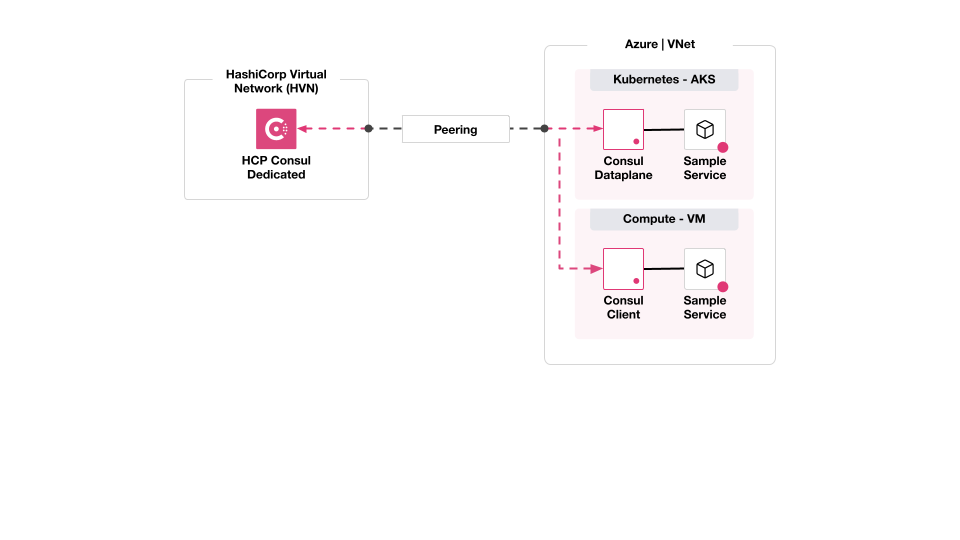 HashiCorp Virtual
Network (HVN)
HCP Consul
Dedicated
Peering
Azure | VNet
Kubernetes - AKS
Consul
Dataplane
Sample
Service
Compute - VM
Consul
Client
Sample
Service